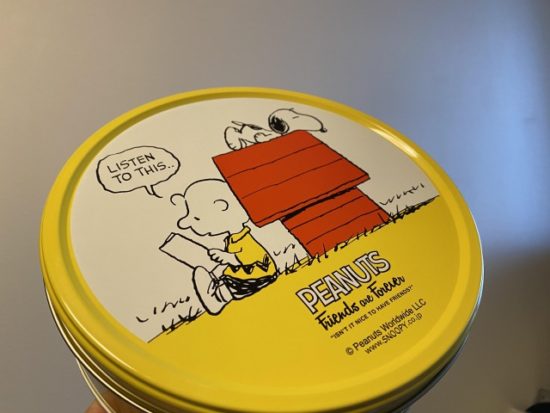 LISTEN
TO THIS..
PEANUTS
Friends are Forever
"ISN'T IT NICE TO HAVE FRIENDS?"
© Peanuts Worldwide LLC
www.SNOOPY.co.jp